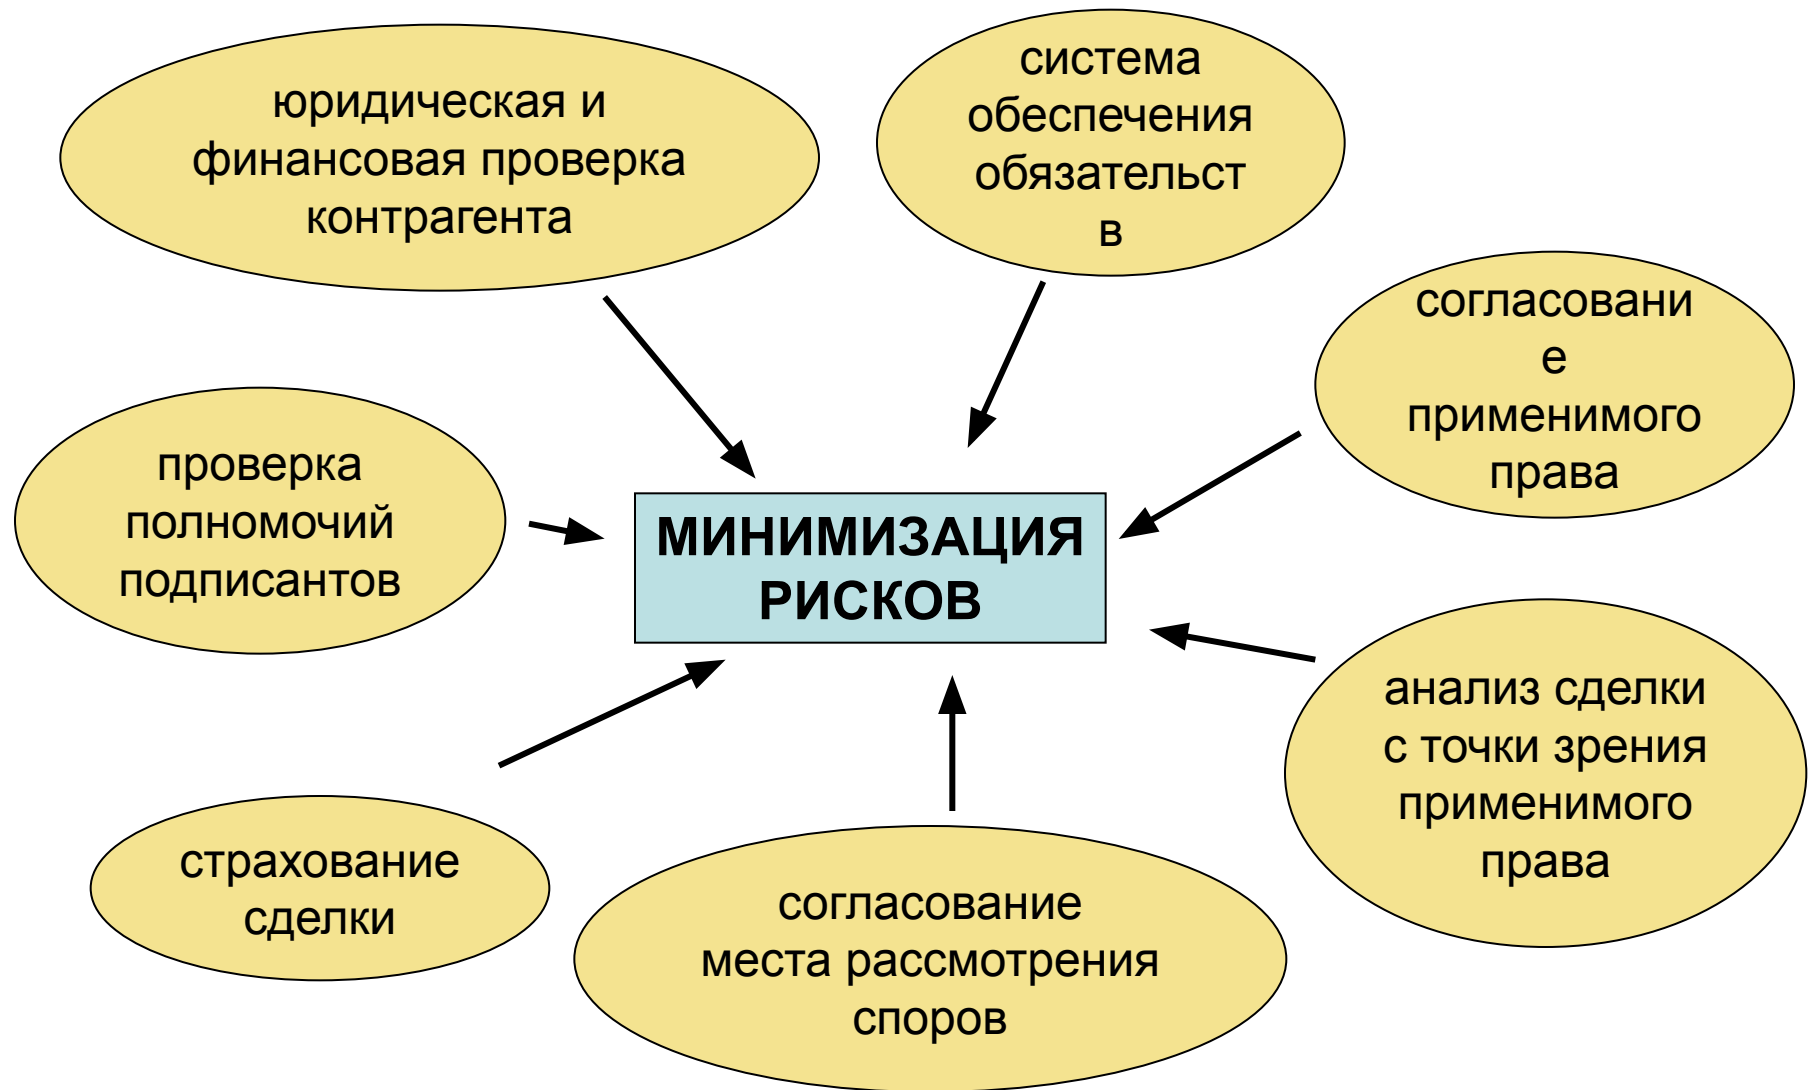 юридическая и
финансовая проверка
контрагента
система
обеспечения
обязательст
в
согласовани
е
применимого
права
проверка
полномочий
подписантов
МИНИМИЗАЦИЯ
РИСКОВ
анализ сделки
с точки зрения
применимого
права
страхование
сделки
согласование
места рассмотрения
споров